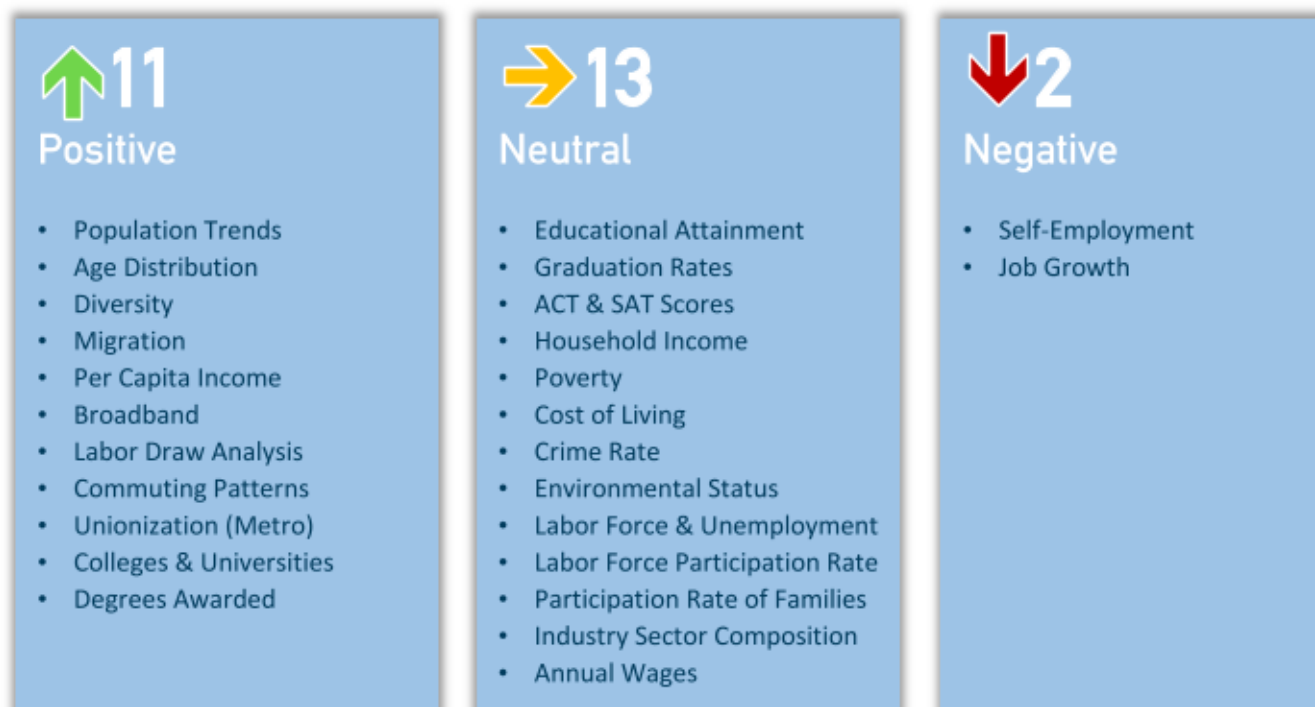 11
Positive
• Population Trends
• Age Distribution
• Diversity
• Migration
• Per Capita Income
• Broadband
• Labor Draw Analysis
• Commuting Patterns
• Unionization (Metro)
• Colleges & Universities
• Degrees Awarded
13
Neutral
• Educational Attainment
• Graduation Rates
• ACT & SAT Scores
• Household Income
• Poverty
• Cost of Living
• Crime Rate
• Environmental Status
• Labor Force & Unemployment
• Labor Force Participation Rate
• Participation Rate of Families
• Industry Sector Composition
• Annual Wages
2
Negative
• Self-Employment
• Job Growth